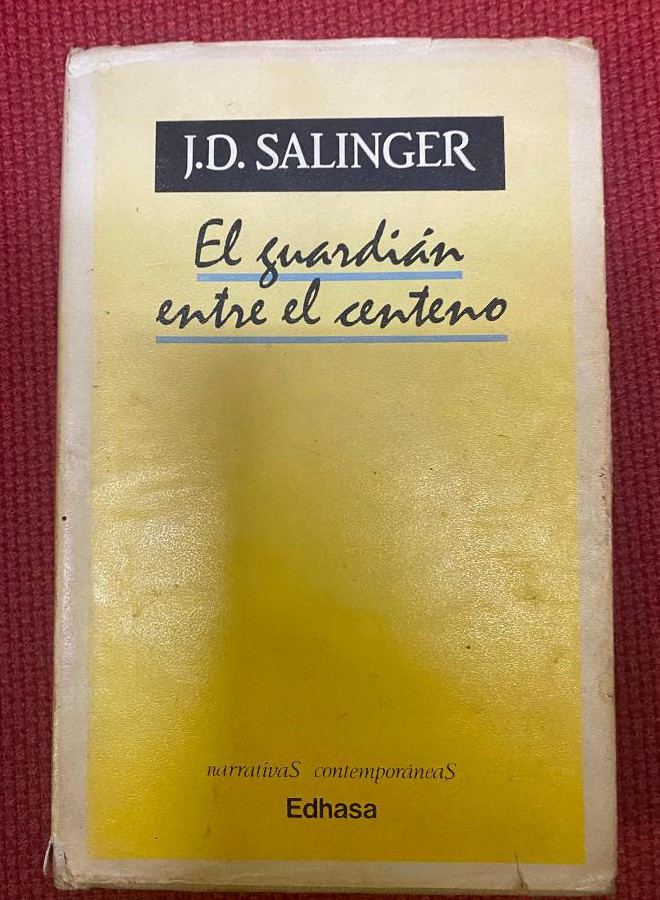 J.D. SALINGER
El guardián
entre el centeno
narrativaS contemporáneaS
Edhasa